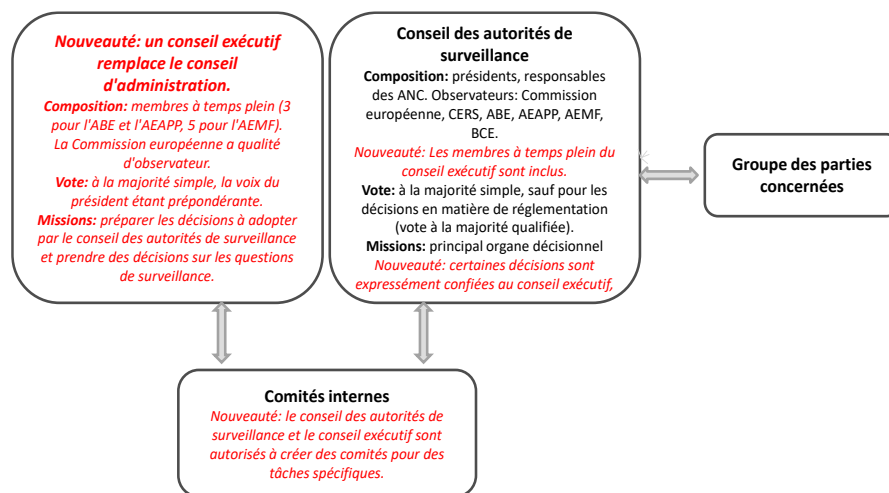 Nouveauté: un conseil exécutif
remplace le conseil
d'administration.
Composition: membres à temps plein (3
pour l'ABE et l'AEAPP, 5 pour l'AEMF).
La Commission européenne a qualité
d'observateur.
Vote: à la majorité simple, la voix du
président étant prépondérante.
Missions: préparer les décisions à adopter
par le conseil des autorités de surveillance
et prendre des décisions sur les questions
de surveillance.
Conseil des autorités de
surveillance
Composition: présidents, responsables
des ANC. Observateurs: Commission
européenne, CERS, ABE, AEAPP, AEMF,
BCE.
Nouveauté: Les membres à temps plein du
conseil exécutif sont inclus.
Vote: à la majorité simple, sauf pour les
décisions en matière de réglementation
(vote à la majorité qualifiée).
Missions: principal organe décisionnel
Nouveauté: certaines décisions sont
expressément confiées au conseil exécutif,
Groupe des parties
concernées
Comités internes
Nouveauté: le conseil des autorités de
surveillance et le conseil exécutif sont
autorisés à créer des comités pour des
tâches spécifiques.